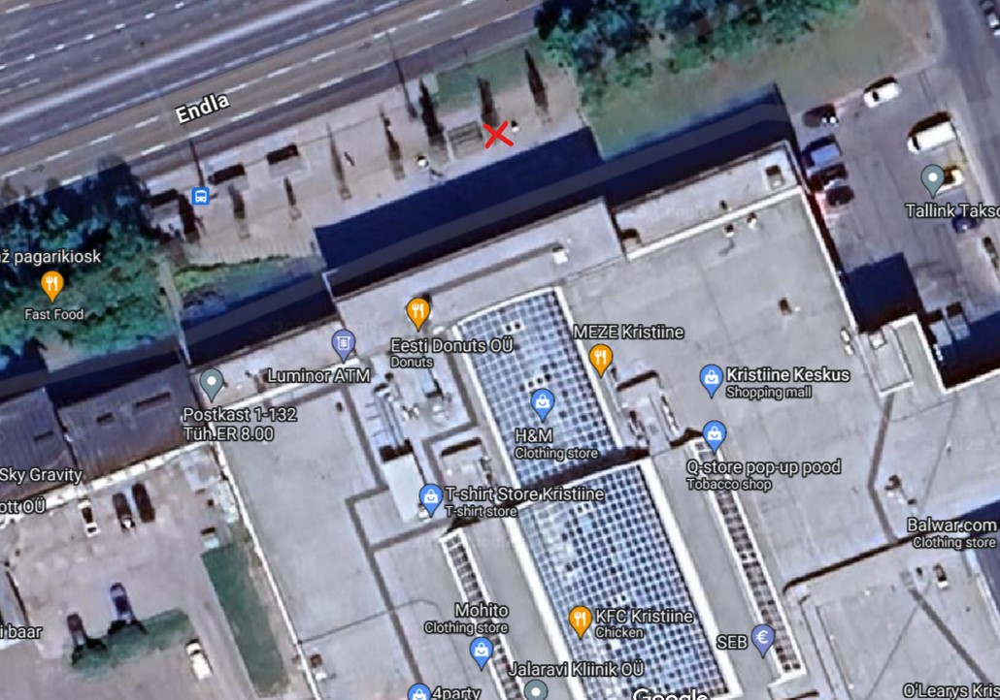 Endla
ž pagarikiosk
Fast Food
Tallink Takso
Eesti Donuts OÜ
Donuts
MEZE Kristiine
Luminor ATM
Kristiine Keskus
Shopping mall
Postkast 1-132
Tüh.ER 8.00
H&M
Clothing store
Sky Gravity
ott OÜ
T-shirt Store Kristiine
T-shirt store
Q-store pop-up pood
Tobacco shop
Balwar.com
Clothing store
Mohito
Clothing store
KFC Kristiine
Chicken
i baar
SEB
€
Jalaravi Kliinik OÜ
4party
Google
O'Learys Kris